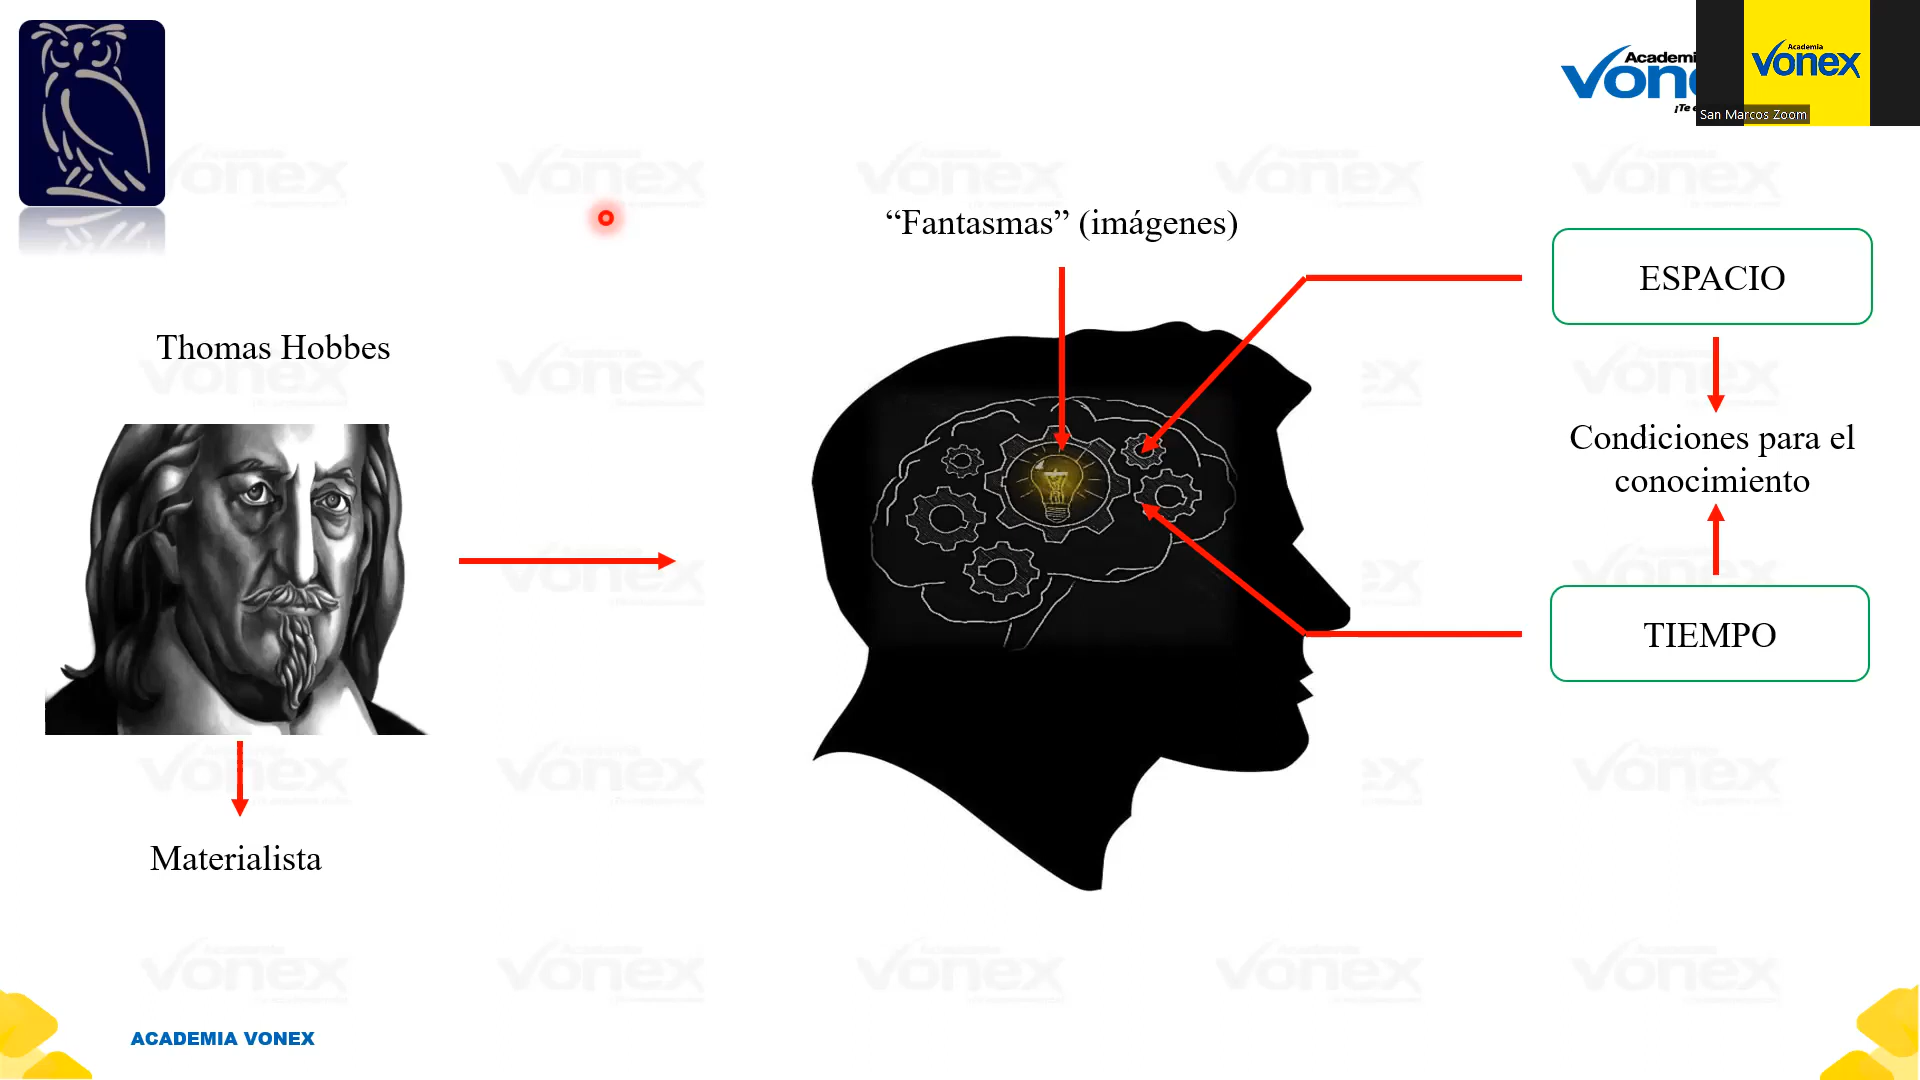 Academia
vonex
San Marcos Zoom
“Fantasmas” (imágenes)
ESPACIO
Thomas Hobbes
Condiciones para el
conocimiento
TIEMPO
Materialista
ACADEMIA VONEX